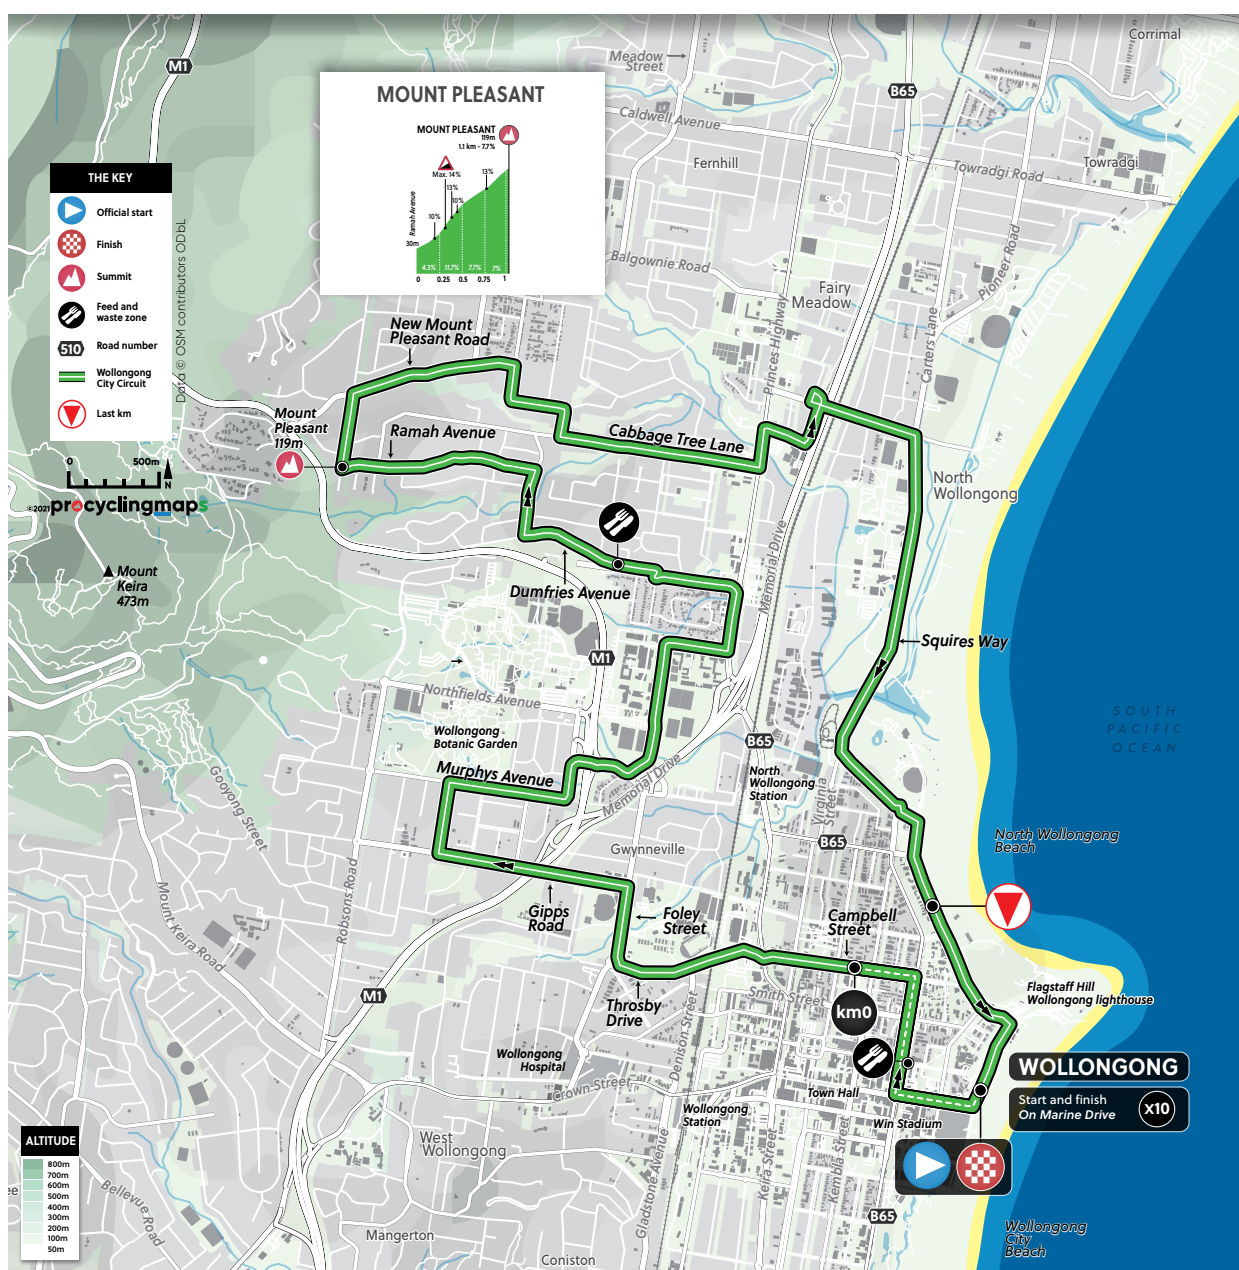 Corrimal
M1
Meadow
Street
B65
MOUNT PLEASANT
Caldwell Avenue
MOUNT PLEASANT
119m
1.1 km - 7.7%
Max. 14%
13%
13%
10%
10%
Ramah Avenue
30m
4.3%
11.7%
7.7%
7%
0
0.25
0.5
0.75
1
Fernhill
Towradgi
Towradgi Road
THE KEY
Official start
Finish
Summit
Feed and
waste zone
510
Road number
Wollongong
City Circuit
Last km
Data © OSM contributors ODbL
Balgownie Road
Pioneer Road
Fairy
Meadow
Princes Highway
Carters Lane
New Mount
Pleasant Road
Mount
Pleasant
119m
Ramah Avenue
Cabbage Tree Lane
0
500m
N
©2021 procyclingmaps
North
Wollongong
Mount
Keira
473m
Dumfries Avenue
Memorial Drive
Squires Way
M1
Northfields Avenue
SOUTH
PACIFIC
OCEAN
Wollongong
Botanic Garden
B65
Murphys Avenue
Memorial Drive
North
Wollongong
Station
Virginia
Street
Goyong Street
North Wollongong
Beach
B65
Gwynneville
Robsons Road
Mount Keira Road
Gipps
Road
Foley
Street
Campbell
Street
Flagstaff Hill
Wollongong lighthouse
M1
Smith Street
km0
Throsby
Drive
Denison Street
Wollongong
Hospital
Crown Street
Town Hall
WOLLONGONG
Start and finish
On Marine Drive
X10
Wollongong
Station
Win Stadium
ALTITUDE
800m
700m
600m
500m
400m
300m
200m
100m
50m
West
Wollongong
Keira Street
Kembla Street
Gladstone Avenue
Bellevue Road
B65
Mangerton
Coniston
Wollongong
City
Beach